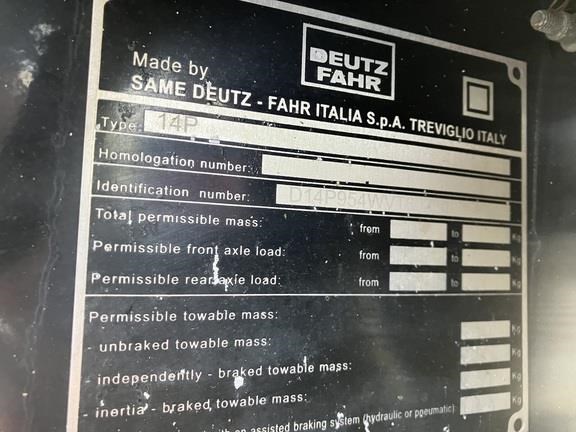 DEUTZ
FAHR
Made by
SAME DEUTZ - FAHR ITALIA S.p.A. TREVIGLIO ITALY
Type: 14P
Homologation number:
Identification number:
Total permissible mass: from to Kg
Permissible front axle load: from to Kg
Permissible rear axle load: from to Kg
Permissible towable mass:
- unbraked towable mass: Kg
- independently - braked towable mass: Kg
- inertia - braked towable mass: Kg
with an assisted braking system (hydraulic or pneumatic)